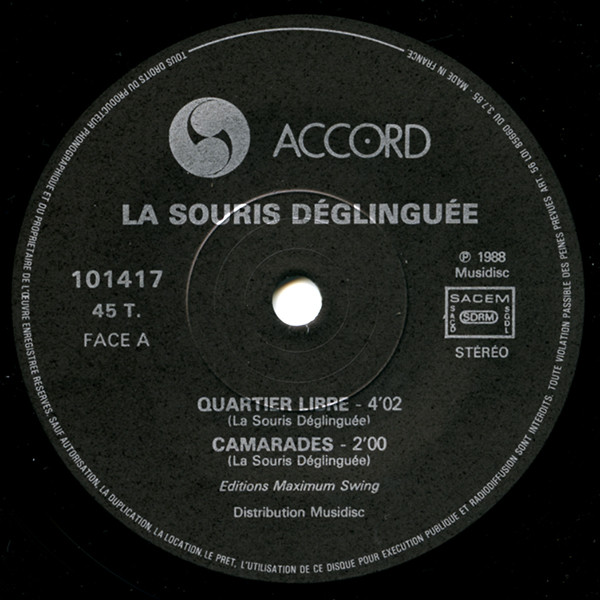 ACCORD
LA SOURIS DÉGLINGUÉE
101417
45 T.
FACE A
℗ 1988
Musidisc
SACEM
SACD
SDRM
SGDL
STÉRÉO
QUARTIER LIBRE - 4'02
(La Souris Déglinguée)
CAMARADES - 2'00
(La Souris Déglinguée)
Editions Maximum Swing
Distribution Musidisc
TOUS DROITS DU PRODUCTEUR PHONOGRAPHIQUE ET DU PROPRIETAIRE DE L'ŒUVRE ENREGISTREE RESERVES. SAUF AUTORISATION, LA DUPLICATION, LA LOCATION, LE PRET, L'UTILISATION DE CE DISQUE POUR EXECUTION PUBLIQUE ET RADIODIFFUSION SONT INTERDITS. TOUTE VIOLATION PASSIBLE DES PEINES PREVUES ART. 56 LOI 85660 DU 3.7.85 - MADE IN FRANCE -